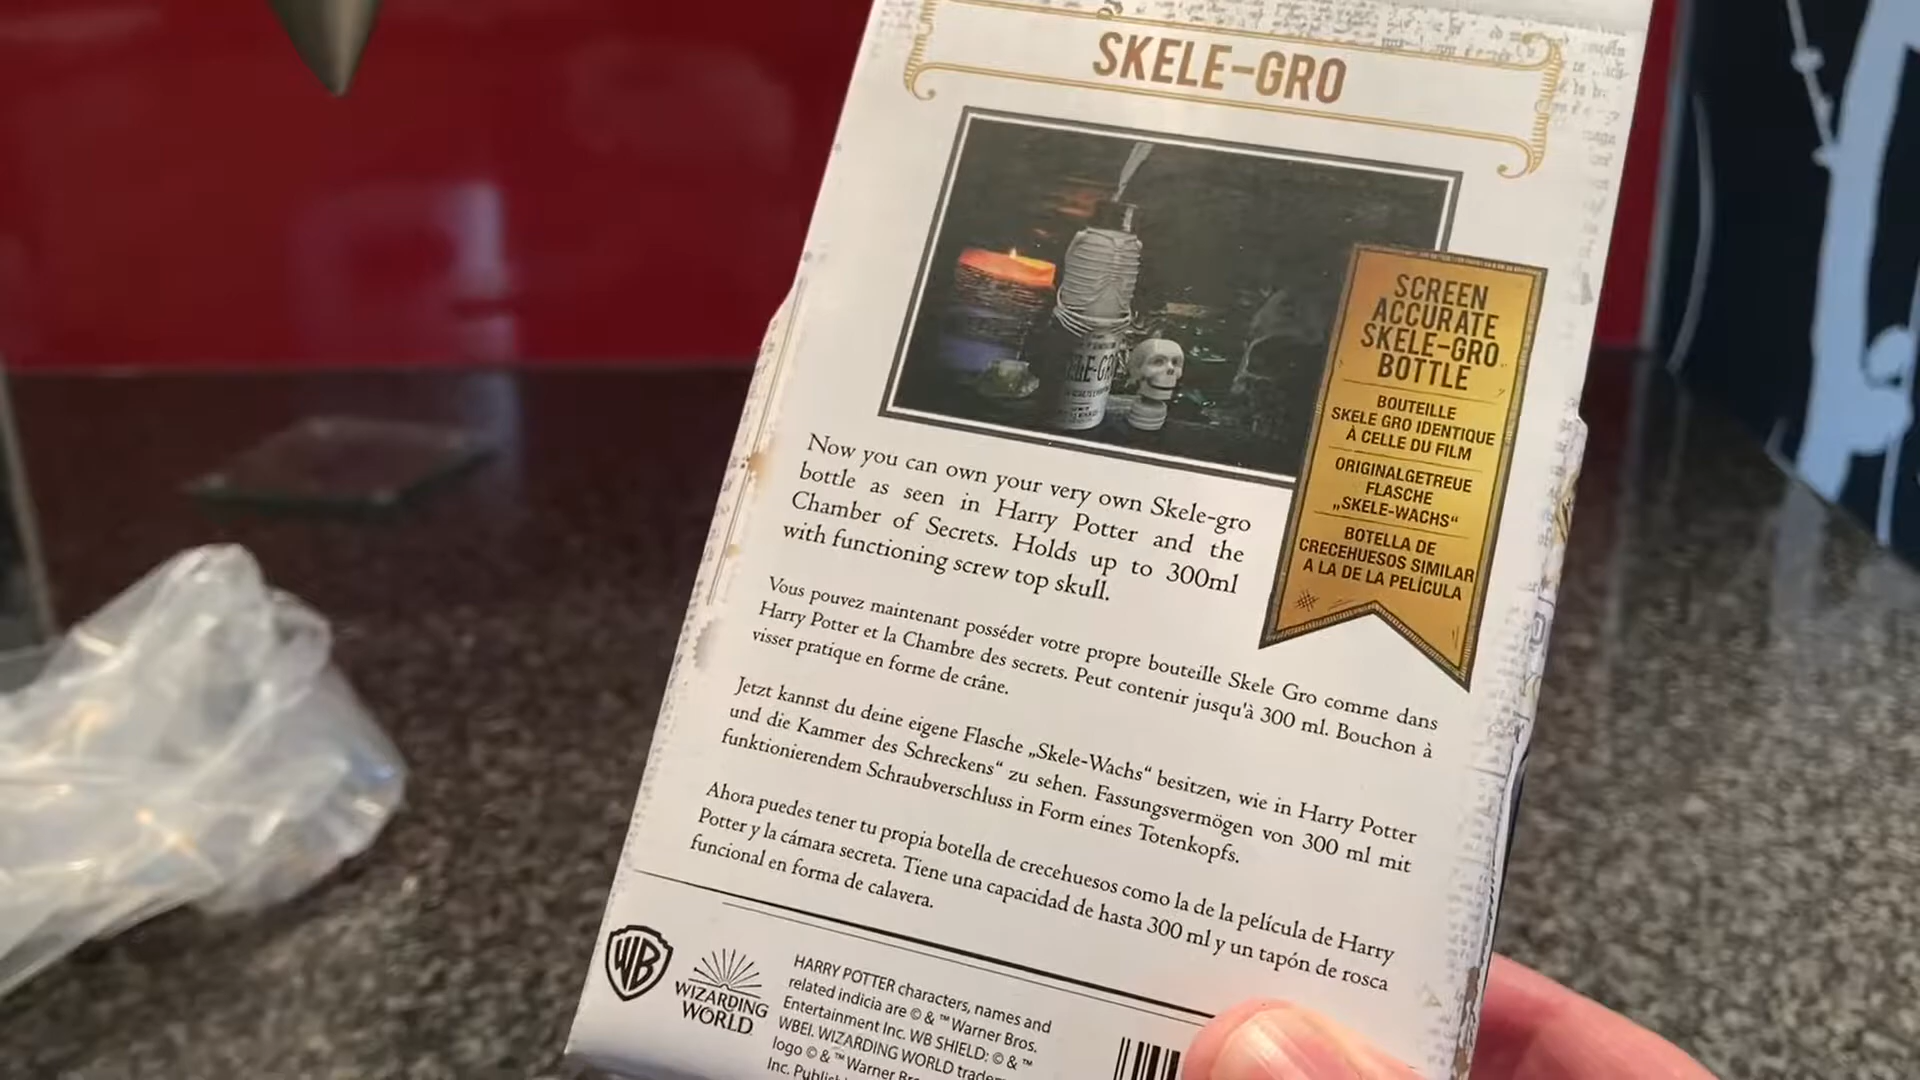 SKELE-GRO
SCREEN
ACCURATE
SKELE-GRO
BOTTLE
BOUTEILLE
SKELE GRO IDENTIQUE
À CELLE DU FILM
ORIGINALGETREUE
FLASCHE
„SKELE-WACHS“
BOTELLA DE
CRECEHUESOS SIMILAR
A LA DE LA PELÍCULA
Now you can own your very own Skele-gro
bottle as seen in Harry Potter and the
Chamber of Secrets. Holds up to 300ml
with functioning screw top skull.
Vous pouvez maintenant posséder votre propre bouteille Skele Gro comme dans
Harry Potter et la Chambre des secrets. Peut contenir jusqu'à 300 ml. Bouchon à
visser pratique en forme de crâne.
Jetzt kannst du deine eigene Flasche „Skele-Wachs“ besitzen, wie in Harry Potter
und die Kammer des Schreckens“ zu sehen. Fassungsvermögen von 300 ml mit
funktionierendem Schraubverschluss in Form eines Totenkopfs.
Ahora puedes tener tu propia botella de crecehuesos como la de la película de Harry
Potter y la cámara secreta. Tiene una capacidad de hasta 300 ml y un tapón de rosca
funcional en forma de calavera.
WB
WIZARDING
WORLD
HARRY POTTER characters, names and
related indicia are © & ™ Warner Bros.
Entertainment Inc. WB SHIELD: © & ™
WBEI. WIZARDING WORLD
logo © & ™ Warner
Inc.